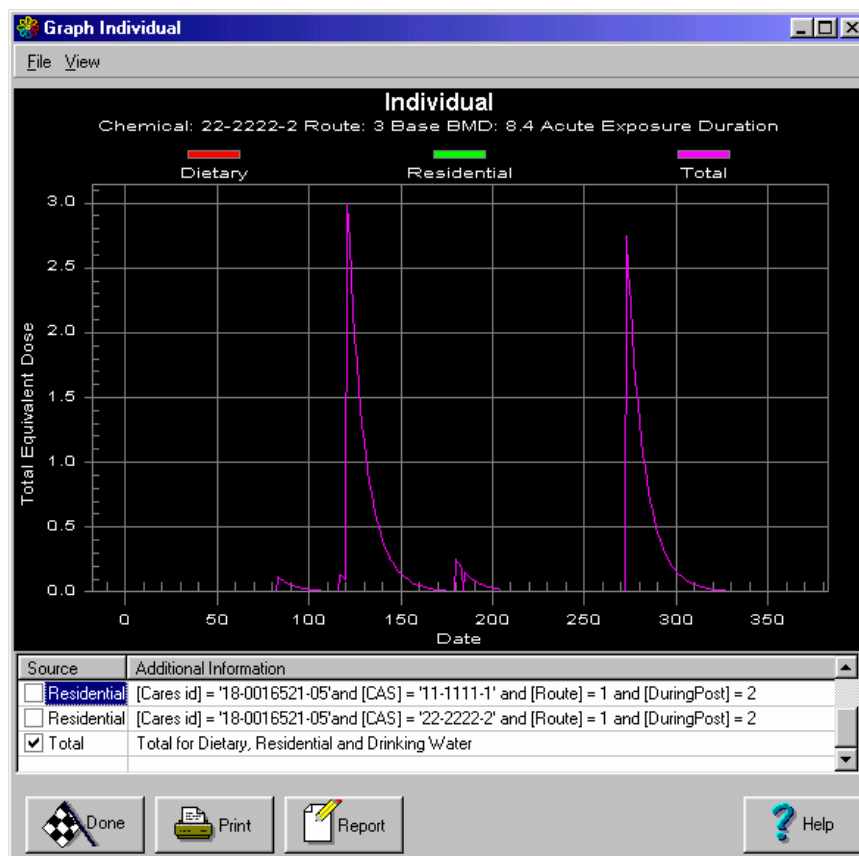 Graph Individual
File View
Individual
Chemical: 22-2222-2 Route: 3 Base BMD: 8.4 Acute Exposure Duration
Dietary Residential Total
Total Equivalent Dose
3.0
2.5
2.0
1.5
1.0
0.5
0.0
0 50 100 150 200 250 300 350
Date
Source Additional Information
Residential [Cares id] = '18-0016521-05'and [CAS] = '11-1111-1' and [Route] = 1 and [DuringPost] = 2
Residential [Cares id] = '18-0016521-05'and [CAS] = '22-2222-2' and [Route] = 1 and [DuringPost] = 2
Total Total for Dietary, Residential and Drinking Water
Done Print Report Help